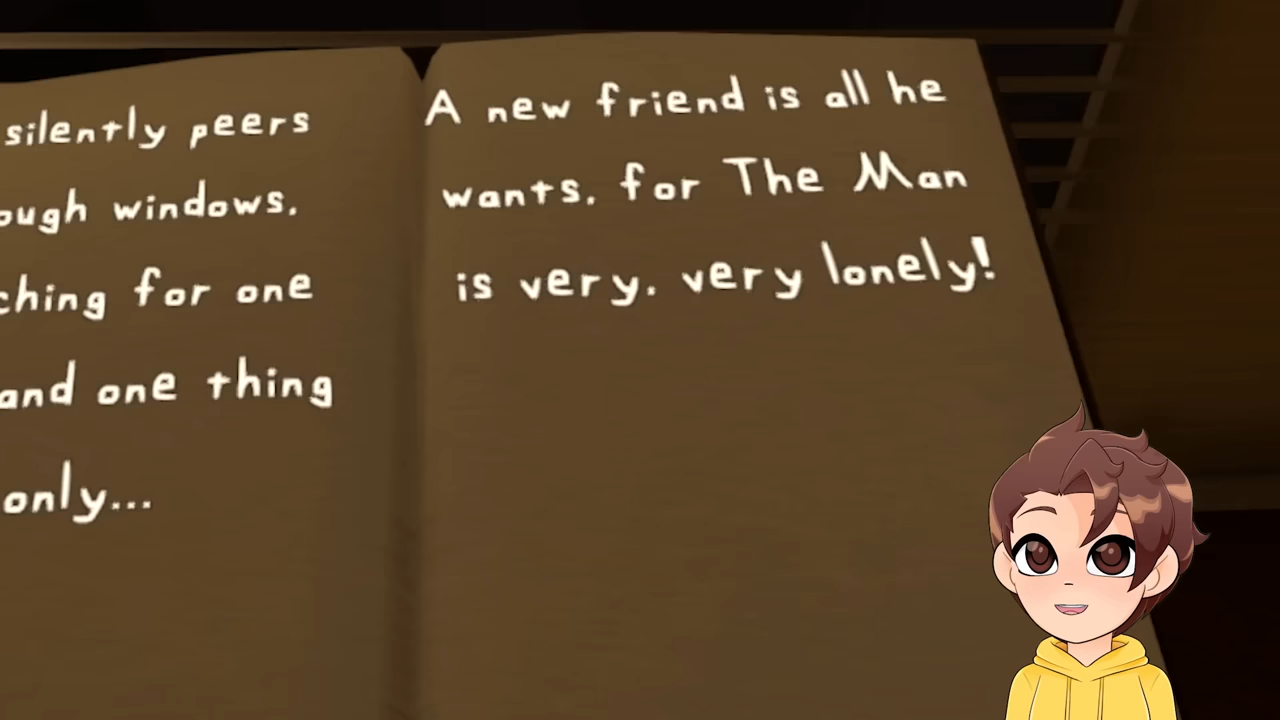 silently peers
ough windows,
ching for one
and one thing
only...
A new friend is all he
wants, for The Man
is very, very lonely!